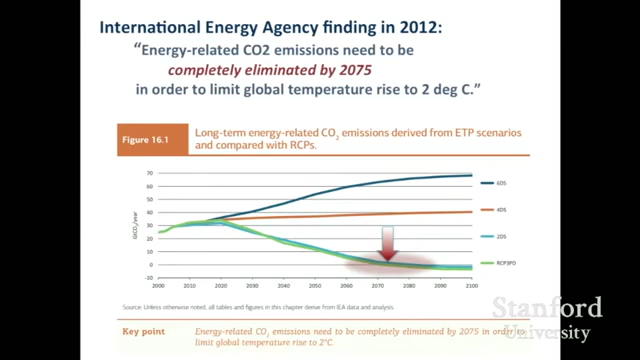 International Energy Agency finding in 2012:
“Energy-related CO2 emissions need to be
completely eliminated by 2075
in order to limit global temperature rise to 2 deg C.”
Figure 16.1
Long-term energy-related CO2 emissions derived from ETP scenarios
and compared with RCPs.
GtCO2/year
70
60
50
40
30
20
10
0
-10
2000 2010 2020 2030 2040 2050 2060 2070 2080 2090 2100
6DS
4DS
2DS
RCP3PD
Source: Unless otherwise noted, all tables and figures in this chapter derive from IEA data and analysis.
Key point
Energy-related CO2 emissions need to be completely eliminated by 2075 in order to
limit global temperature rise to 2°C.
Stanford
University